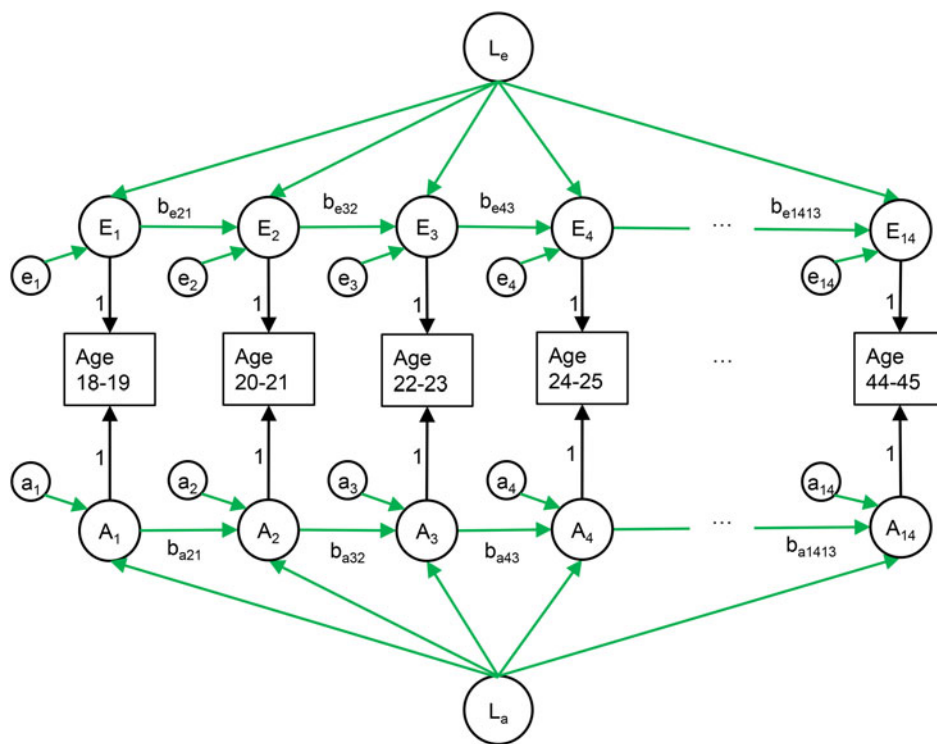 Le
be21
be32
be43
be1413
E1
E2
E3
E4
...
E14
e1
e2
e3
e4
e14
1
1
1
1
1
Age
18-19
Age
20-21
Age
22-23
Age
24-25
...
Age
44-45
1
1
1
1
1
a1
a2
a3
a4
a14
A1
A2
A3
A4
...
A14
ba21
ba32
ba43
ba1413
La